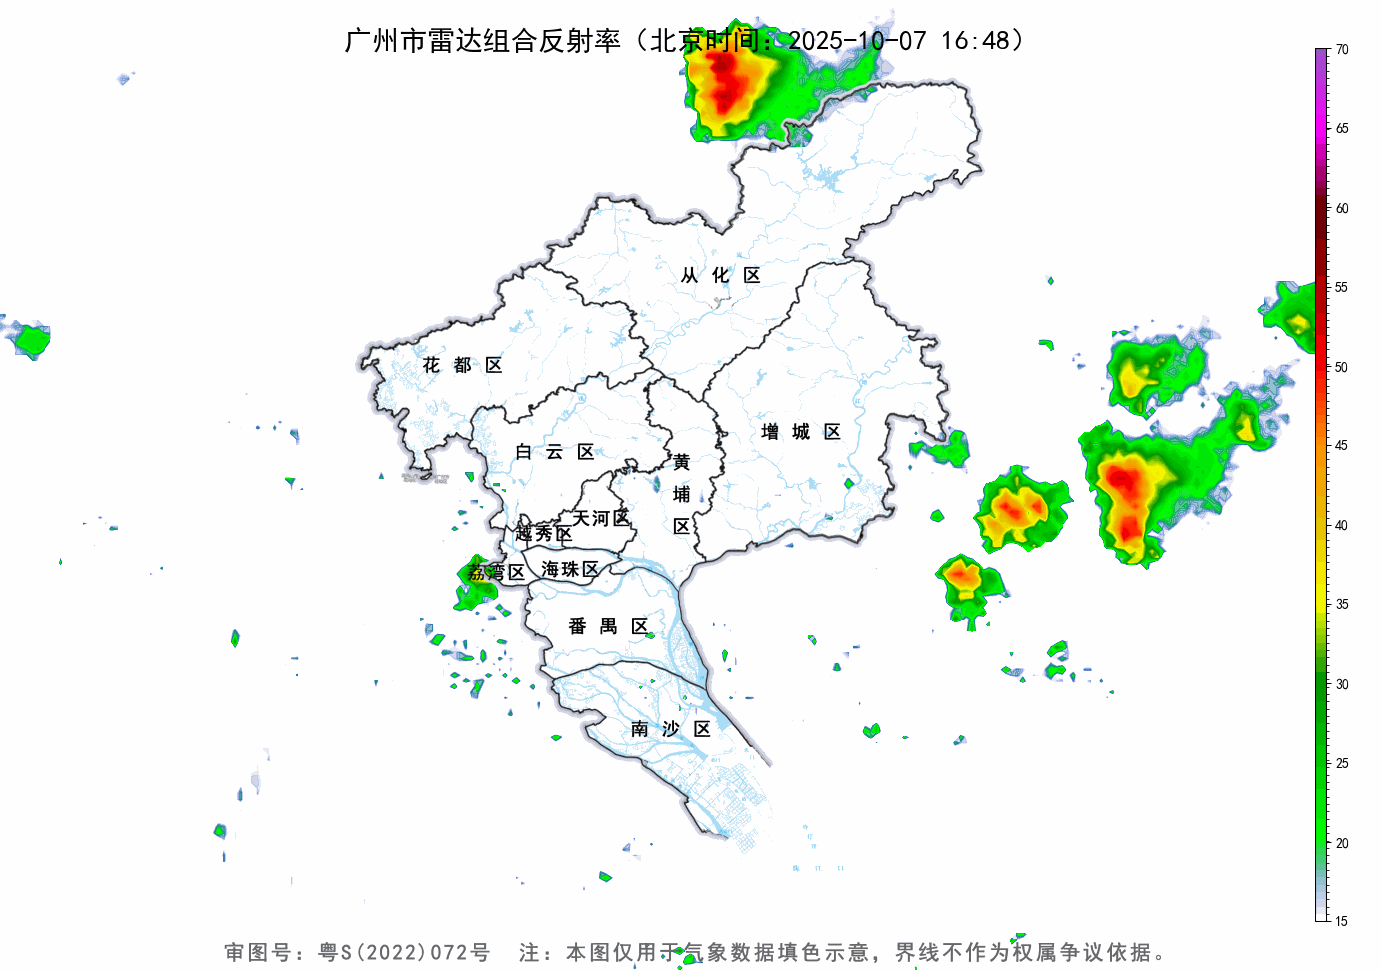 广州市雷达组合反射率（北京时间：2025-10-07 16:48）
70
65
60
55
50
45
40
35
30
25
20
15
从化区
花都区
增城区
白云区
黄埔区
天河区
越秀区
荔湾区
海珠区
番禺区
南沙区
审图号：粤S(2022)072号 注：本图仅用于气象数据填色示意，界线不作为权属争议依据。